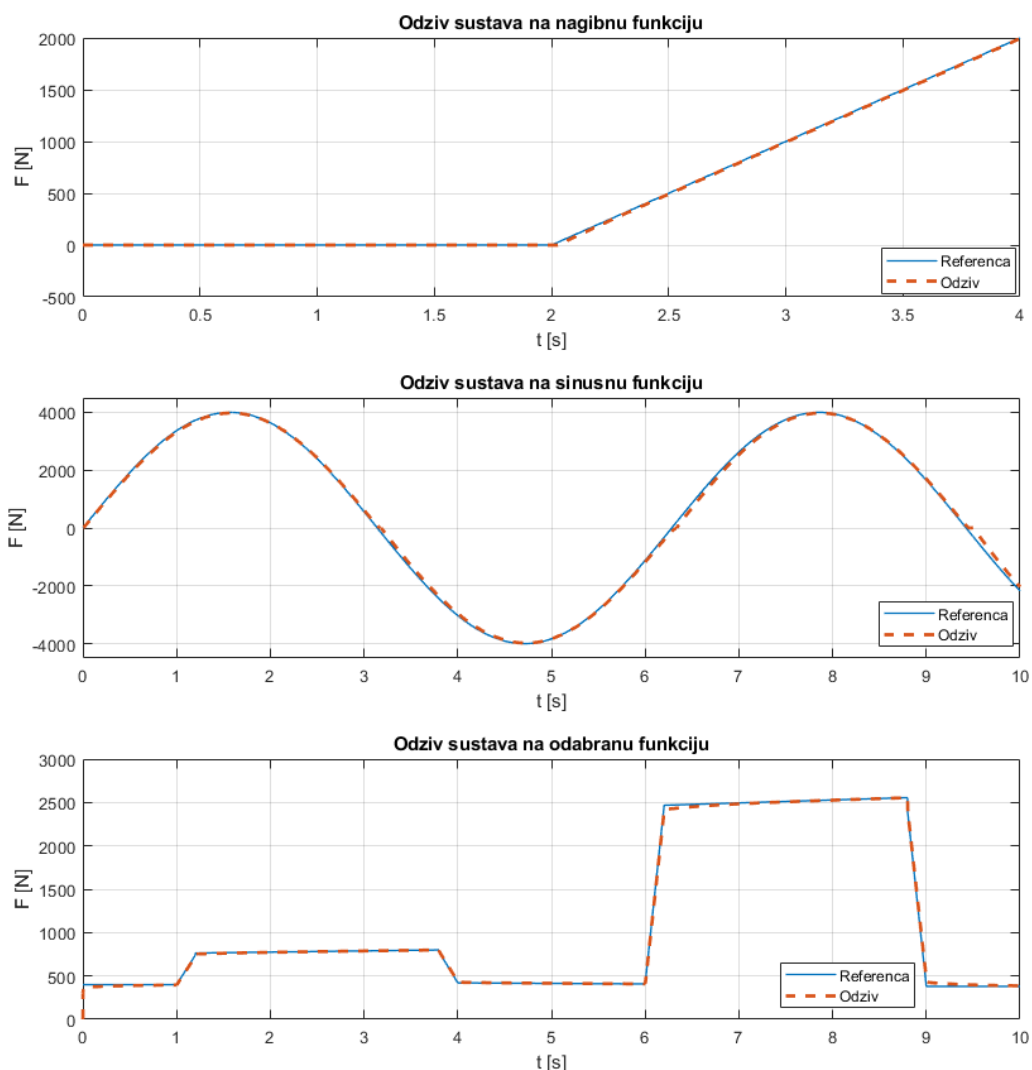 Odziv sustava na nagibnu funkciju
2000
1500
1000
500
0
-500
F [N]
Referenca
Odziv
0 0.5 1 1.5 2 2.5 3 3.5 4
t [s]
Odziv sustava na sinusnu funkciju
4000
2000
0
-2000
-4000
F [N]
Referenca
Odziv
0 1 2 3 4 5 6 7 8 9 10
t [s]
Odziv sustava na odabranu funkciju
3000
2500
2000
1500
1000
500
0
F [N]
Referenca
Odziv
0 1 2 3 4 5 6 7 8 9 10
t [s]